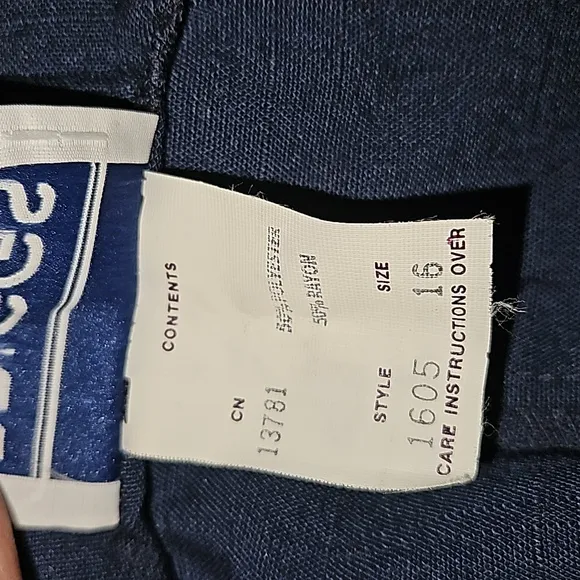 CONTENTS
50% POLYESTER
50% RAYON
SIZE
16
CN
13781
STYLE
1605
CARE INSTRUCTIONS OVER